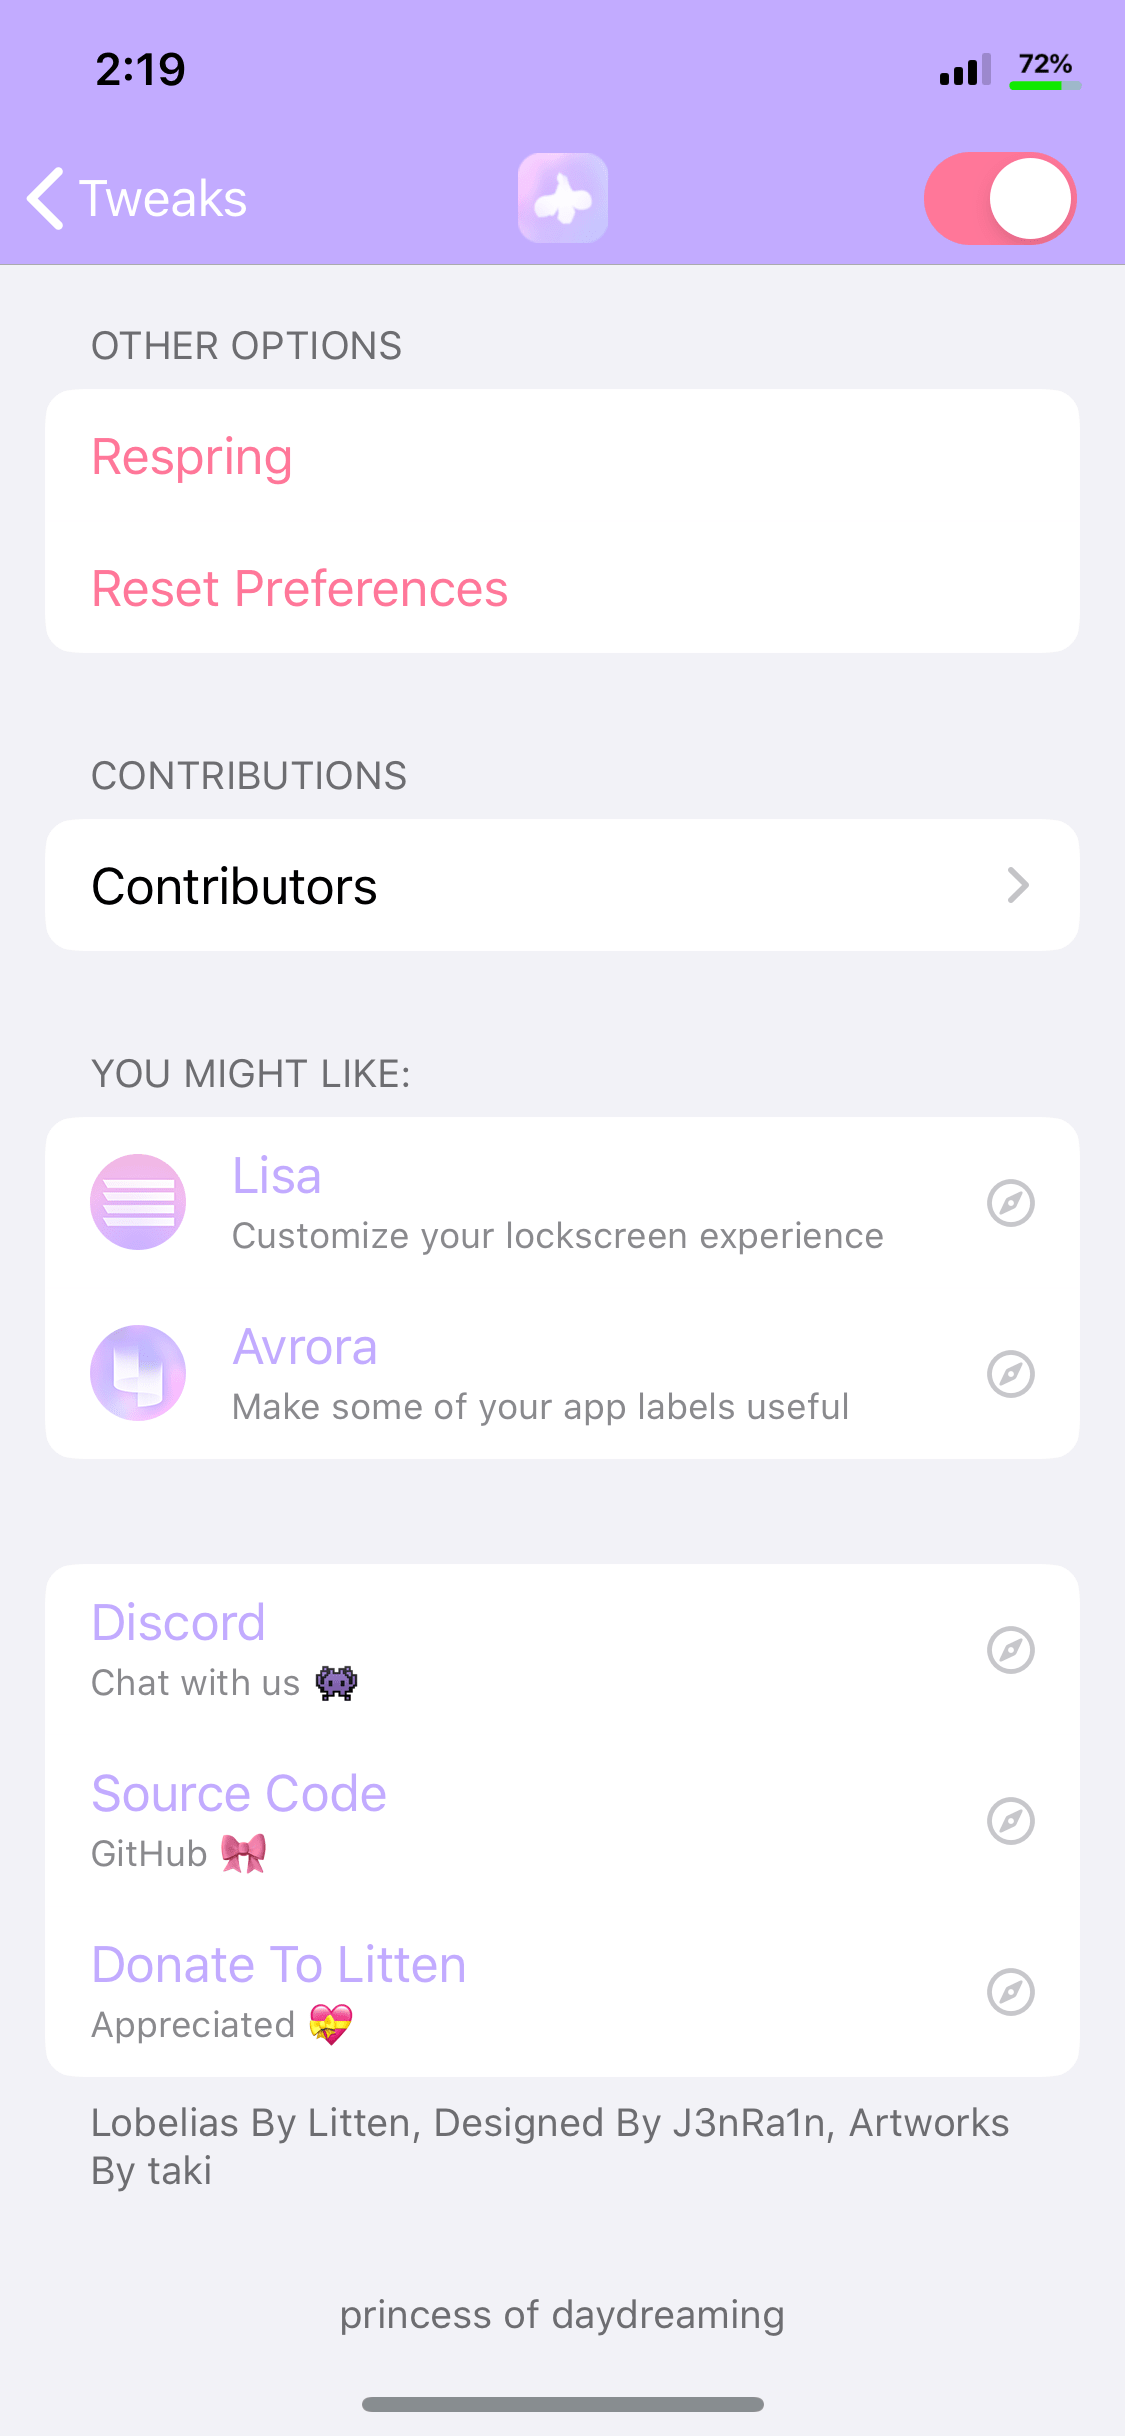 2:19
72%
Tweaks
OTHER OPTIONS
Respring
Reset Preferences
CONTRIBUTIONS
Contributors
YOU MIGHT LIKE:
Lisa
Customize your lockscreen experience
Avrora
Make some of your app labels useful
Discord
Chat with us 👾
Source Code
GitHub 🎀
Donate To Litten
Appreciated 💝
Lobelias By Litten, Designed By J3nRa1n, Artworks
By taki
princess of daydreaming